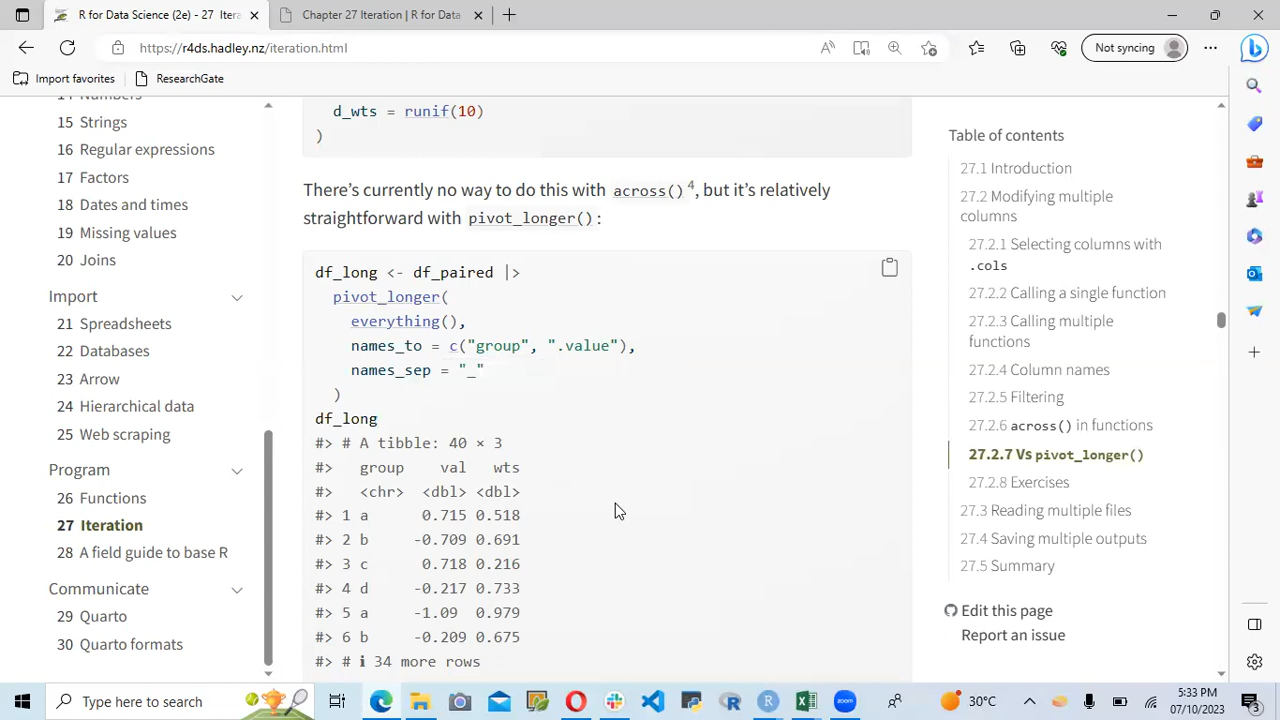 R for Data Science (2e) - 27 Itera
Chapter 27 Iteration | R for Data
https://r4ds.hadley.nz/iteration.html
Not syncing
Import favorites
ResearchGate
14 Numbers
15 Strings
16 Regular expressions
17 Factors
18 Dates and times
19 Missing values
20 Joins
Import
21 Spreadsheets
22 Databases
23 Arrow
24 Hierarchical data
25 Web scraping
Program
26 Functions
27 Iteration
28 A field guide to base R
Communicate
29 Quarto
30 Quarto formats
d_wts = runif(10)
)
There's currently no way to do this with across() 4, but it's relatively
straightforward with pivot_longer():
df_long <- df_paired |>
pivot_longer(
everything(),
names_to = c("group", ".value"),
names_sep = "_"
)
df_long
#> # A tibble: 40 × 3
#> group val wts
#> <chr> <dbl> <dbl>
#> 1 a 0.715 0.518
#> 2 b -0.709 0.691
#> 3 c 0.718 0.216
#> 4 d -0.217 0.733
#> 5 a -1.09 0.979
#> 6 b -0.209 0.675
#> # ℹ 34 more rows
Table of contents
27.1 Introduction
27.2 Modifying multiple
columns
27.2.1 Selecting columns with
.cols
27.2.2 Calling a single function
27.2.3 Calling multiple
functions
27.2.4 Column names
27.2.5 Filtering
27.2.6 across() in functions
27.2.7 Vs pivot_longer()
27.2.8 Exercises
27.3 Reading multiple files
27.4 Saving multiple outputs
27.5 Summary
Edit this page
Report an issue
Type here to search
30°C
5:33 PM
07/10/2023
3